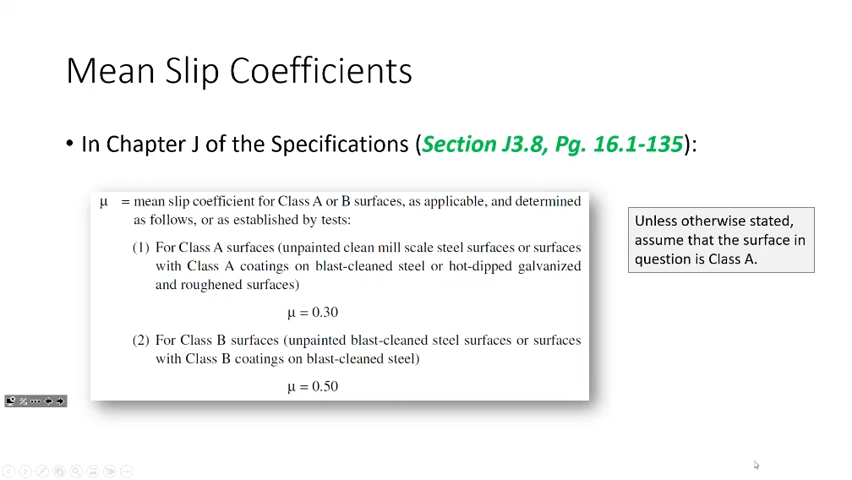 Mean Slip Coefficients
• In Chapter J of the Specifications (Section J3.8, Pg. 16.1-135):
μ = mean slip coefficient for Class A or B surfaces, as applicable, and determined
as follows, or as established by tests:
(1) For Class A surfaces (unpainted clean mill scale steel surfaces or surfaces
with Class A coatings on blast-cleaned steel or hot-dipped galvanized
and roughened surfaces)
μ = 0.30
(2) For Class B surfaces (unpainted blast-cleaned steel surfaces or surfaces
with Class B coatings on blast-cleaned steel)
μ = 0.50
Unless otherwise stated,
assume that the surface in
question is Class A.